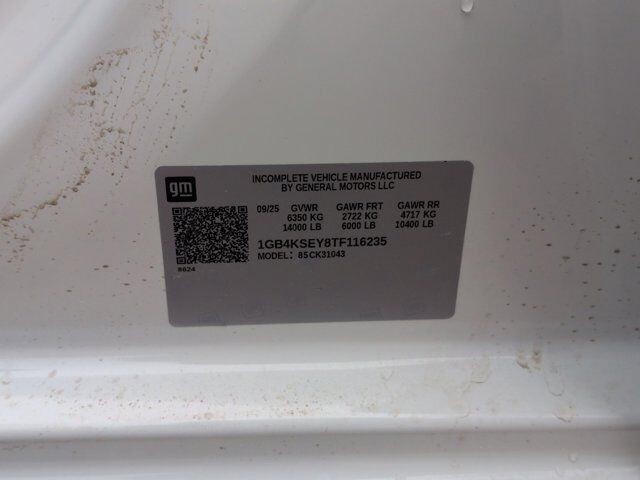 gm
INCOMPLETE VEHICLE MANUFACTURED
BY GENERAL MOTORS LLC
09/25 GVWR GAWR FRT GAWR RR
6350 KG 2722 KG 4717 KG
14000 LB 6000 LB 10400 LB
1GB4KSEY8TF116235
MODEL: 85CK31043
8624